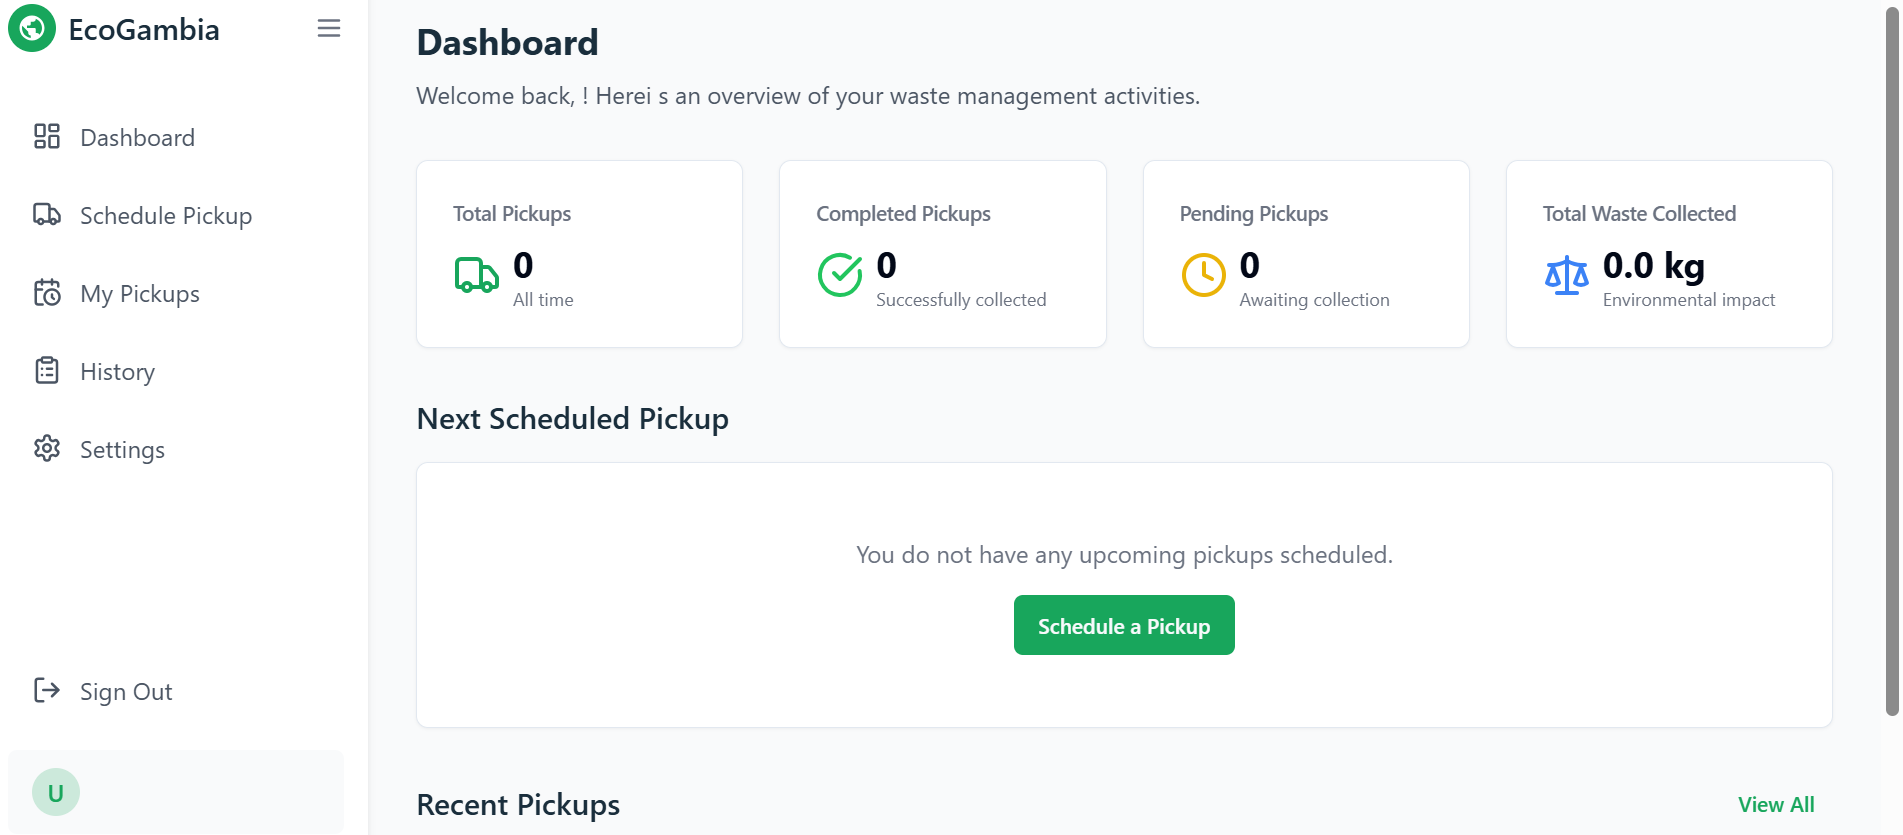 EcoGambia
Dashboard
Schedule Pickup
My Pickups
History
Settings
Sign Out
U
Dashboard
Welcome back, ! Herei s an overview of your waste management activities.
Total Pickups
0
All time
Completed Pickups
0
Successfully collected
Pending Pickups
0
Awaiting collection
Total Waste Collected
0.0 kg
Environmental impact
Next Scheduled Pickup
You do not have any upcoming pickups scheduled.
Schedule a Pickup
Recent Pickups
View All